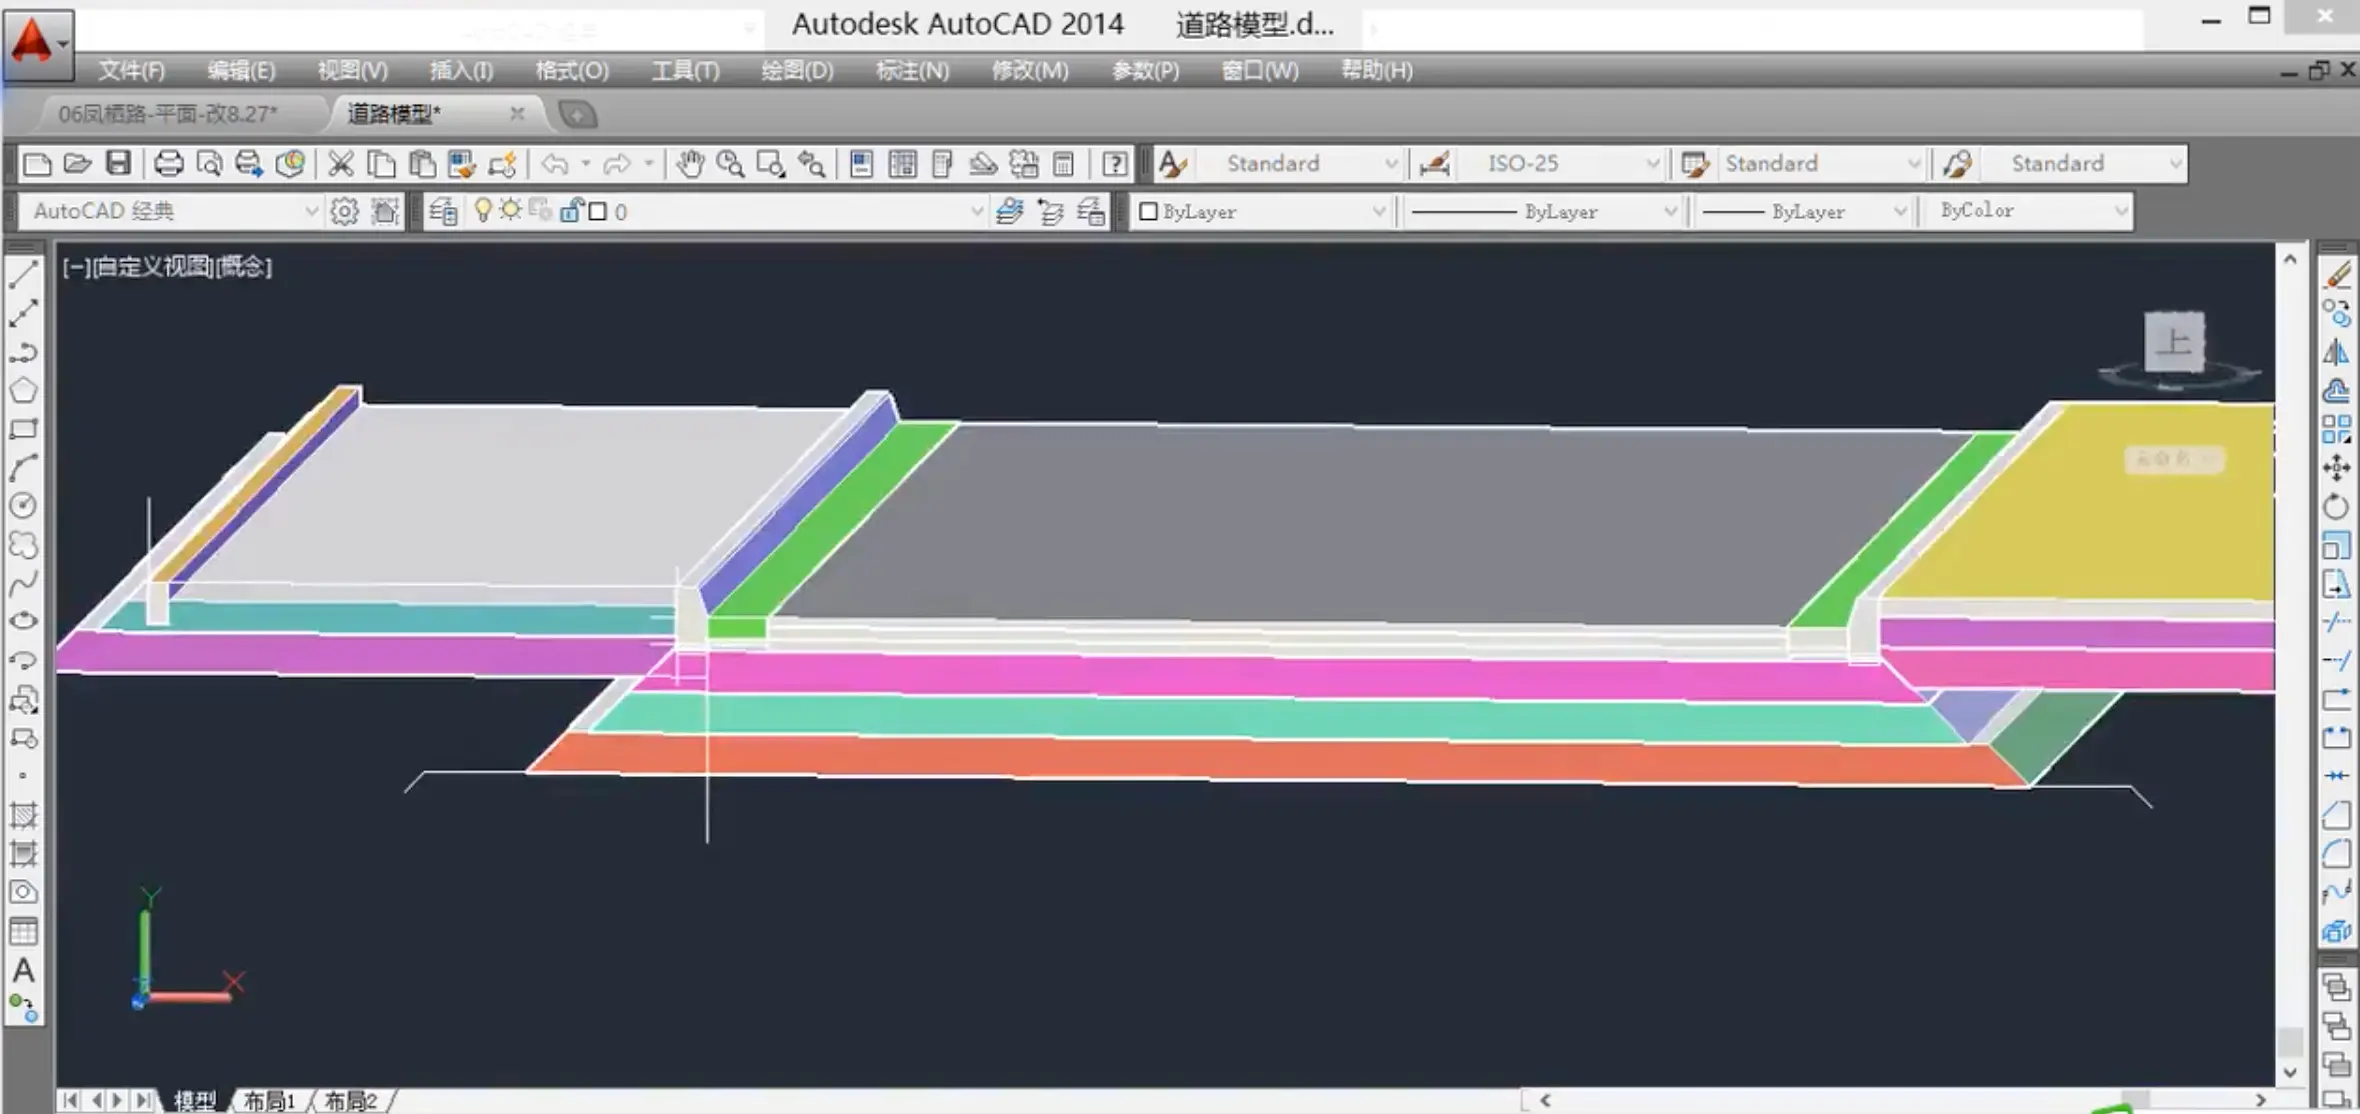 Autodesk AutoCAD 2014 道路模型.d...
文件(F) 编辑(E) 视图(V) 插入(I) 格式(O) 工具(T) 绘图(D) 标注(N) 修改(M) 参数(P) 窗口(W) 帮助(H)
06凤栖路-平面-改8.27* 道路模型*
Standard ISO-25 Standard Standard
AutoCAD 经典 0 ByLayer ByLayer ByLayer ByColor
[-][自定义视图][概念]
上
未命名
Y
X
Z
A
模型 布局1 布局2